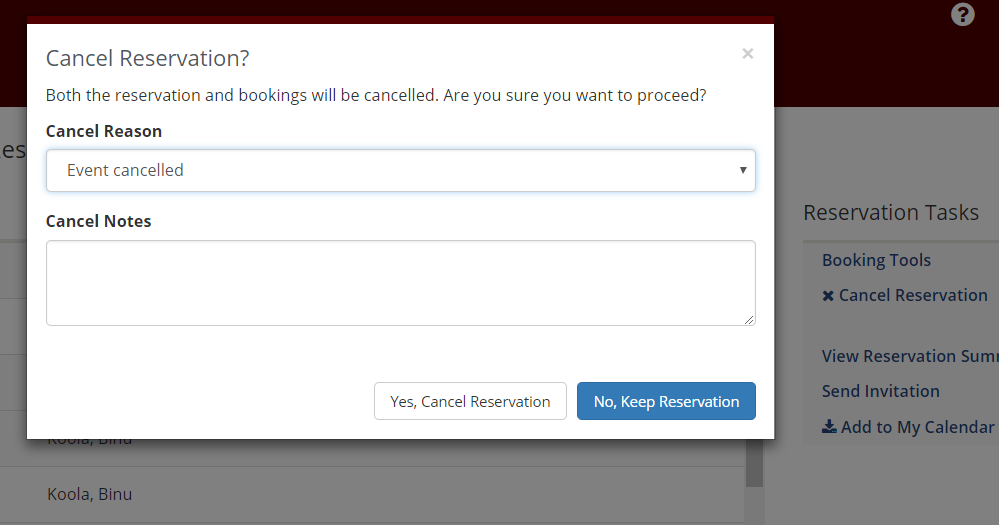 ?
Cancel Reservation?
×
Both the reservation and bookings will be cancelled. Are you sure you want to proceed?
Cancel Reason
Event cancelled
Cancel Notes
Yes, Cancel Reservation
No, Keep Reservation
Reservation Tasks
Booking Tools
Cancel Reservation
View Reservation
Send Invitation
Add to My Calendar
Koola, Binu
Koola, Binu